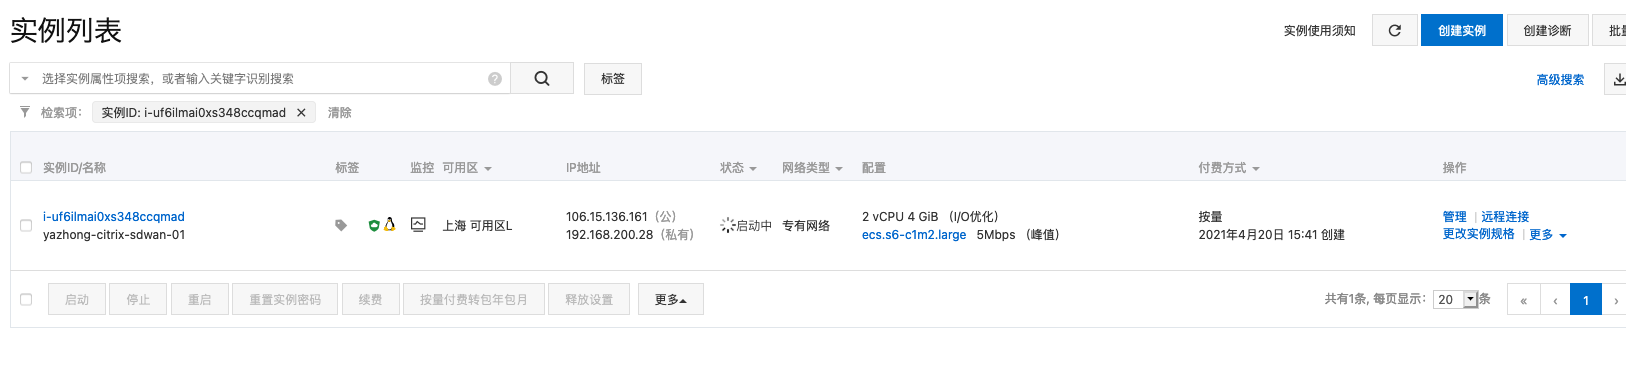 实例列表
实例使用须知
创建实例
创建诊断
选择实例属性项搜索，或者输入关键字识别搜索
标签
高级搜索
检索项：
实例ID: i-uf6ilmai0xs348ccqmad
清除
实例ID/名称 标签 监控 可用区 IP地址 状态 网络类型 配置 付费方式 操作
i-uf6ilmai0xs348ccqmad
yazhong-citrix-sdwan-01
上海 可用区L
106.15.136.161（公）
192.168.200.28（私有）
启动中
专有网络
2 vCPU 4 GiB （I/O优化）
ecs.s6-c1m2.large 5Mbps （峰值）
按量
2021年4月20日 15:41 创建
管理 | 远程连接
更改实例规格 | 更多
启动 停止 重启 重置实例密码 续费 按量付费转包年包月 释放设置 更多
共有1条, 每页显示： 20 条
« ‹ 1 ›